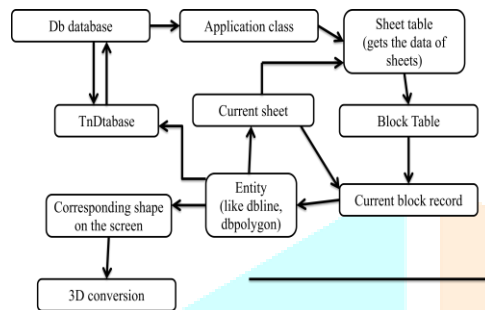 Db database
Application class
Sheet table
(gets the data of
sheets)
TnDtabase
Current sheet
Block Table
Entity
(like dbline,
dbpolygon)
Current block record
Corresponding shape
on the screen
3D conversion